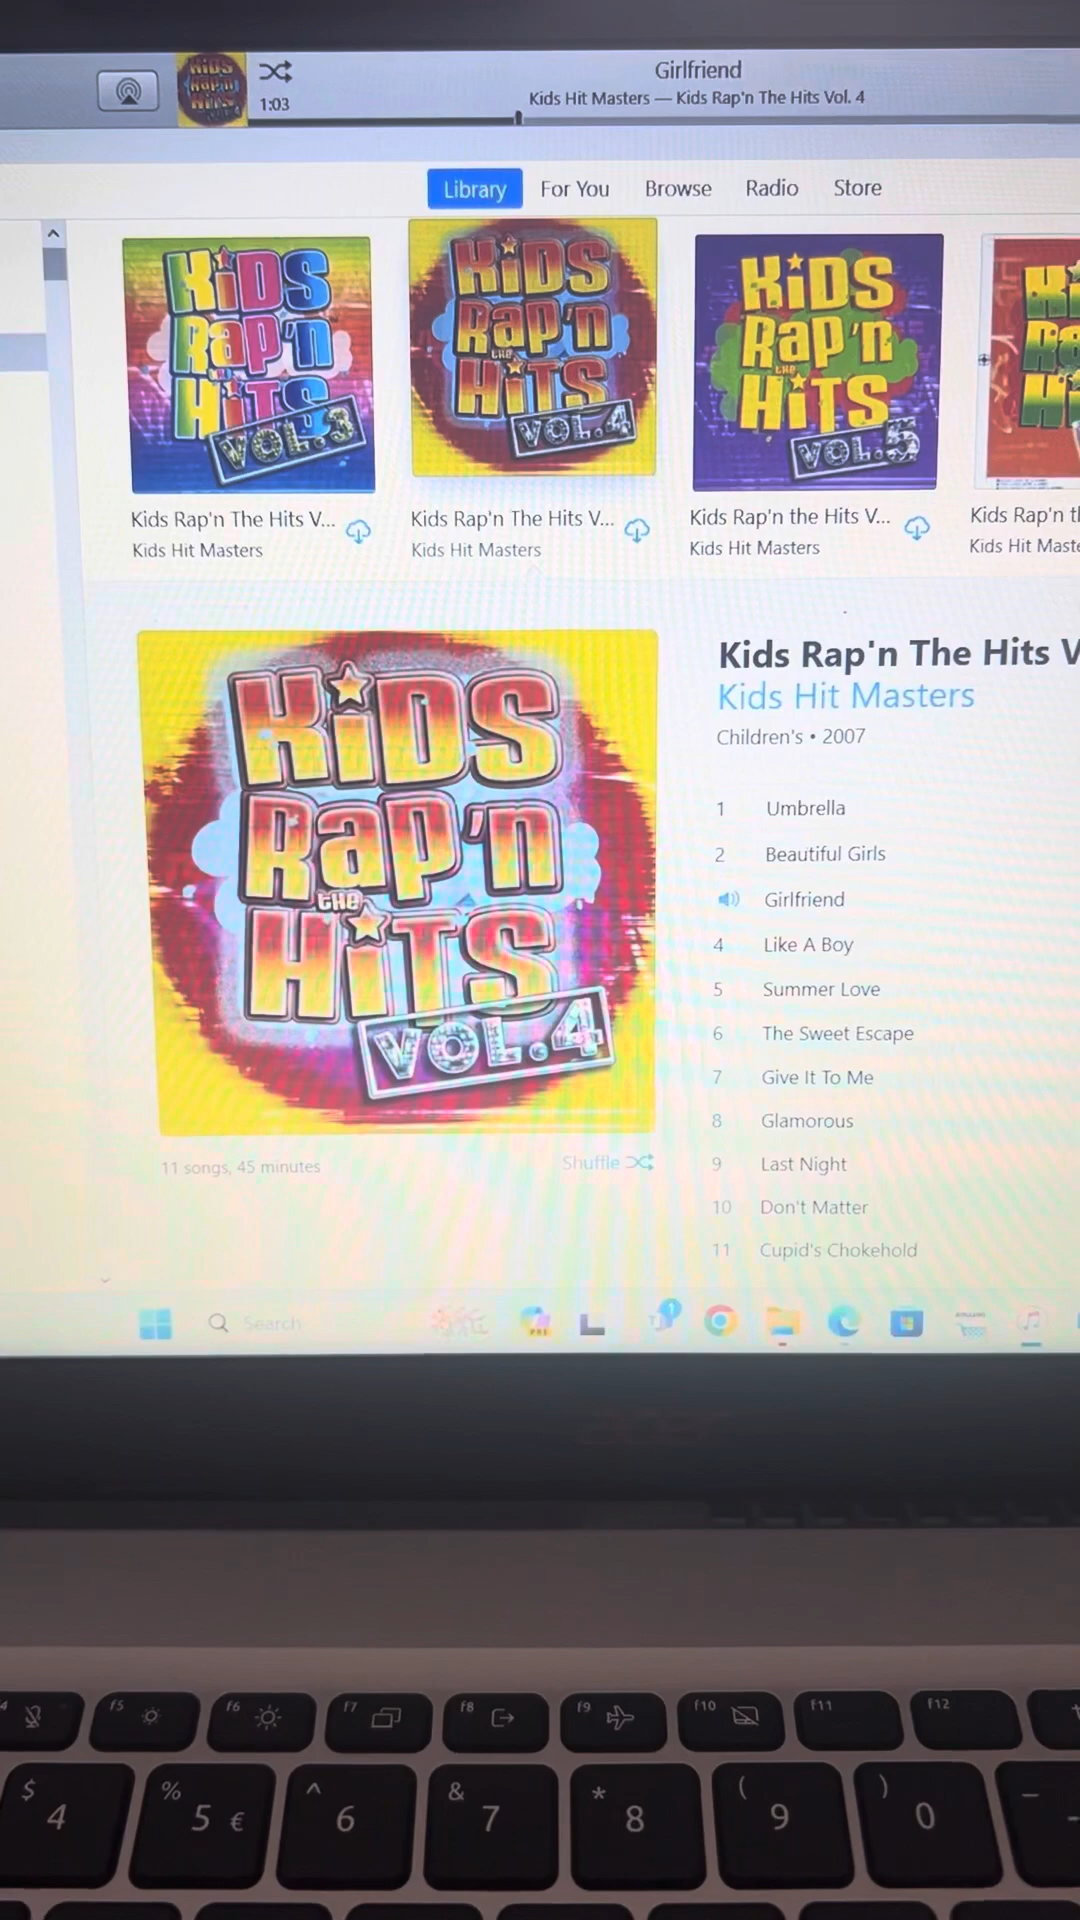 Girlfriend
1:03
Kids Hit Masters — Kids Rap'n The Hits Vol. 4
Library For You Browse Radio Store
KiDS
Rap'n
HiTS
VOL.3
KiDS
Rap'n
the
HiTS
VOL.4
KiDS
Rap'n
the
HiTS
VOL.5
Kids Rap'n The Hits V...
Kids Hit Masters
Kids Rap'n The Hits V...
Kids Hit Masters
Kids Rap'n the Hits V...
Kids Hit Masters
Kids Rap'n
Kids Hit
KiDS
Rap'n
the
HiTS
VOL.4
Kids Rap'n The Hits V
Kids Hit Masters
Children's • 2007
1 Umbrella
2 Beautiful Girls
Girlfriend
4 Like A Boy
5 Summer Love
6 The Sweet Escape
7 Give It To Me
8 Glamorous
9 Last Night
10 Don't Matter
11 Cupid's Chokehold
11 songs, 45 minutes
Shuffle
Search
PRE
1
acer
f5 f6 f7 f8 f9 f10 f11 f12
$ % ^ & * ( )
4 5 € 6 7 8 9 0